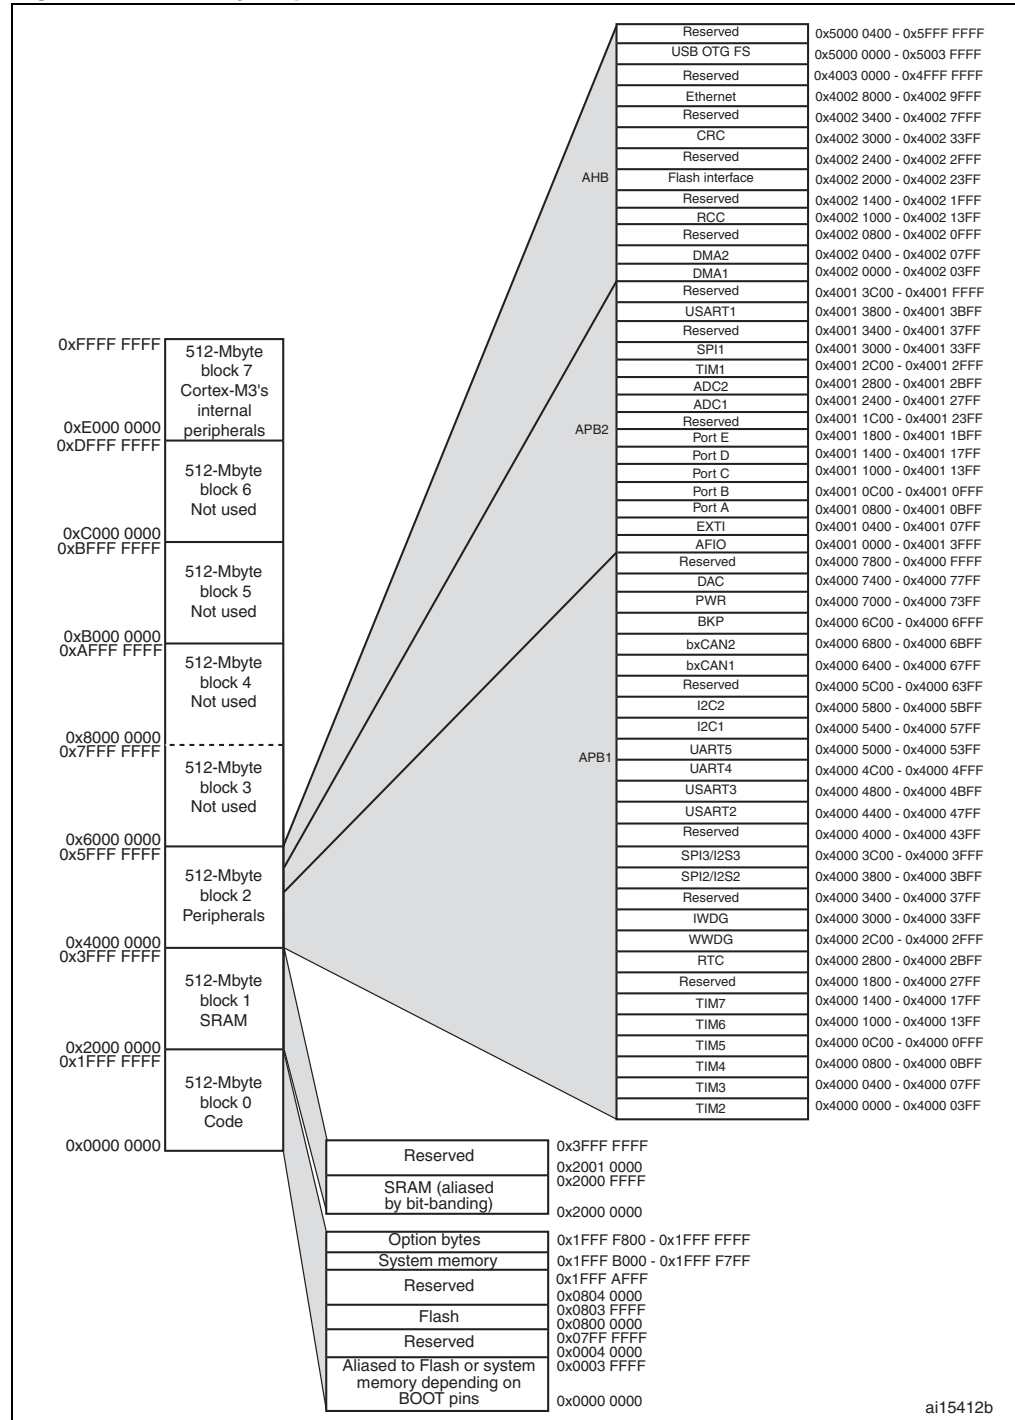 Reserved 0x5000 0400 - 0x5FFF FFFF
USB OTG FS 0x5000 0000 - 0x5003 FFFF
Reserved 0x4003 0000 - 0x4FFF FFFF
Ethernet 0x4002 8000 - 0x4002 9FFF
Reserved 0x4002 3400 - 0x4002 7FFF
CRC 0x4002 3000 - 0x4002 33FF
Reserved 0x4002 2400 - 0x4002 2FFF
AHB Flash interface 0x4002 2000 - 0x4002 23FF
Reserved 0x4002 1400 - 0x4002 1FFF
RCC 0x4002 1000 - 0x4002 13FF
Reserved 0x4002 0800 - 0x4002 0FFF
DMA2 0x4002 0400 - 0x4002 07FF
DMA1 0x4002 0000 - 0x4002 03FF
Reserved 0x4001 3C00 - 0x4001 FFFF
USART1 0x4001 3800 - 0x4001 3BFF
Reserved 0x4001 3400 - 0x4001 37FF
SPI1 0x4001 3000 - 0x4001 33FF
TIM1 0x4001 2C00 - 0x4001 2FFF
ADC2 0x4001 2800 - 0x4001 2BFF
ADC1 0x4001 2400 - 0x4001 27FF
Reserved 0x4001 1C00 - 0x4001 23FF
APB2
Port E 0x4001 1800 - 0x4001 1BFF
Port D 0x4001 1400 - 0x4001 17FF
Port C 0x4001 1000 - 0x4001 13FF
Port B 0x4001 0C00 - 0x4001 0FFF
Port A 0x4001 0800 - 0x4001 0BFF
EXTI 0x4001 0400 - 0x4001 07FF
AFIO 0x4001 0000 - 0x4001 3FFF
Reserved 0x4000 7800 - 0x4000 FFFF
DAC 0x4000 7400 - 0x4000 77FF
PWR 0x4000 7000 - 0x4000 73FF
BKP 0x4000 6C00 - 0x4000 6FFF
bxCAN2 0x4000 6800 - 0x4000 6BFF
bxCAN1 0x4000 6400 - 0x4000 67FF
Reserved 0x4000 5C00 - 0x4000 63FF
I2C2 0x4000 5800 - 0x4000 5BFF
I2C1 0x4000 5400 - 0x4000 57FF
APB1
UART5 0x4000 5000 - 0x4000 53FF
UART4 0x4000 4C00 - 0x4000 4FFF
USART3 0x4000 4800 - 0x4000 4BFF
USART2 0x4000 4400 - 0x4000 47FF
Reserved 0x4000 4000 - 0x4000 43FF
SPI3/I2S3 0x4000 3C00 - 0x4000 3FFF
SPI2/I2S2 0x4000 3800 - 0x4000 3BFF
Reserved 0x4000 3400 - 0x4000 37FF
IWDG 0x4000 3000 - 0x4000 33FF
WWDG 0x4000 2C00 - 0x4000 2FFF
RTC 0x4000 2800 - 0x4000 2BFF
Reserved 0x4000 1800 - 0x4000 27FF
TIM7 0x4000 1400 - 0x4000 17FF
TIM6 0x4000 1000 - 0x4000 13FF
TIM5 0x4000 0C00 - 0x4000 0FFF
TIM4 0x4000 0800 - 0x4000 0BFF
TIM3 0x4000 0400 - 0x4000 07FF
TIM2 0x4000 0000 - 0x4000 03FF
0xFFFF FFFF
512-Mbyte
block 7
Cortex-M3's
internal
peripherals
0xE000 0000
0xDFFF FFFF
512-Mbyte
block 6
Not used
0xC000 0000
0xBFFF FFFF
512-Mbyte
block 5
Not used
0xB000 0000
0xAFFF FFFF
512-Mbyte
block 4
Not used
0x8000 0000
0x7FFF FFFF
512-Mbyte
block 3
Not used
0x6000 0000
0x5FFF FFFF
512-Mbyte
block 2
Peripherals
0x4000 0000
0x3FFF FFFF
512-Mbyte
block 1
SRAM
0x2000 0000
0x1FFF FFFF
512-Mbyte
block 0
Code
0x0000 0000
0x3FFF FFFF
Reserved
0x2001 0000
0x2000 FFFF
SRAM (aliased
by bit-banding)
0x2000 0000
Option bytes 0x1FFF F800 - 0x1FFF FFFF
System memory 0x1FFF B000 - 0x1FFF F7FF
0x1FFF AFFF
Reserved
0x0804 0000
0x0803 FFFF
Flash
0x0800 0000
0x07FF FFFF
Reserved
0x0004 0000
0x0003 FFFF
Aliased to Flash or system
memory depending on
BOOT pins
0x0000 0000
ai15412b